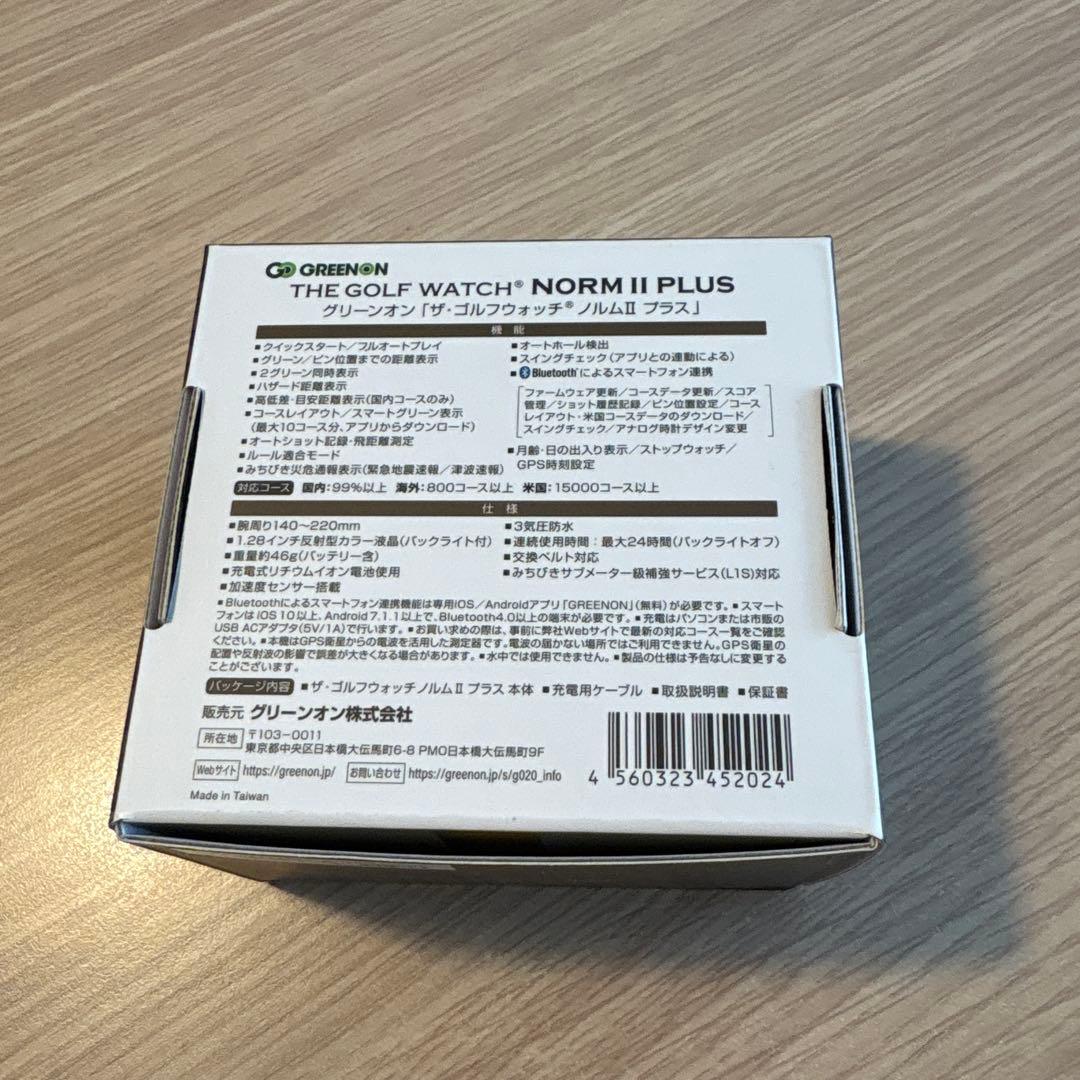 GREENON
THE GOLF WATCH® NORM II PLUS
グリーンオン「ザ・ゴルフウォッチ® ノルムⅡ プラス」
機能
■クイックスタート／フルオートプレイ
■グリーン／ピン位置までの距離表示
■2グリーン同時表示
■ハザード距離表示
■高低差・目安距離表示(国内コースのみ)
■コースレイアウト／スマートグリーン表示
(最大10コース分、アプリからダウンロード)
■オートショット記録・飛距離測定
■ルール適合モード
■みちびき災危通報表示(緊急地震速報／津波速報)
■オートホール検出
■スイングチェック(アプリとの連動による)
■Bluetooth®によるスマートフォン連携
ファームウェア更新／コースデータ更新／スコア
管理／ショット履歴記録／ピン位置設定／コース
レイアウト・米国コースデータのダウンロード／
スイングチェック／アナログ時計デザイン変更
■月齢・日の出入り表示／ストップウォッチ／
GPS時刻設定
対応コース 国内：99%以上 海外：800コース以上 米国：15000コース以上
仕様
■腕周り140～220mm
■1.28インチ反射型カラー液晶(バックライト付)
■重量約46g(バッテリー含)
■充電式リチウムイオン電池使用
■加速度センサー搭載
■3気圧防水
■連続使用時間：最大24時間(バックライトオフ)
■交換ベルト対応
■みちびきサブメーター級補強サービス(L1S)対応
■Bluetoothによるスマートフォン連携機能は専用iOS／Androidアプリ「GREENON」(無料)が必要です。■スマート
フォンは iOS 10以上、Android 7.1.1以上で、Bluetooth4.0以上の端末が必要です。■充電はパソコンまたは市販の
USB ACアダプタ(5V/1A)で行います。■お買い求めの際は、事前に弊社Webサイトで最新の対応コース一覧をご確認
ください。■本機はGPS衛星からの電波を活用した測定器です。電波の届かない場所ではご利用できません。GPS衛星の
配置や反射波の影響で誤差が大きくなる場合があります。■水中では使用できません。■製品の仕様は予告なしに変更する
ことがございます。
パッケージ内容 ■ザ・ゴルフウォッチノルムⅡ プラス 本体 ■充電用ケーブル ■取扱説明書 ■保証書
販売元 グリーンオン株式会社
所在地 〒103-0011
東京都中央区日本橋大伝馬町6-8 PMO日本橋大伝馬町9F
Webサイト https://greenon.jp/ お問い合わせ https://greenon.jp/s/g020_info
Made in Taiwan
4 560323 452024